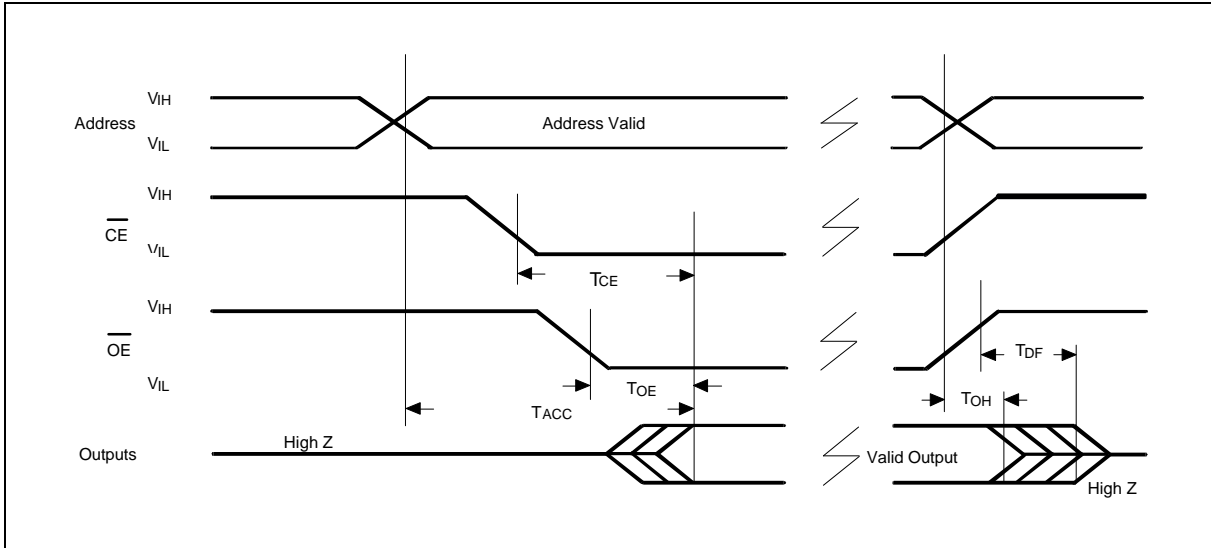 VIH
Address
Address Valid
VIL
VIH
CE
VIL
TCE
VIH
OE
TDF
VIL
TOE
TOH
TACC
High Z
Outputs
Valid Output
High Z